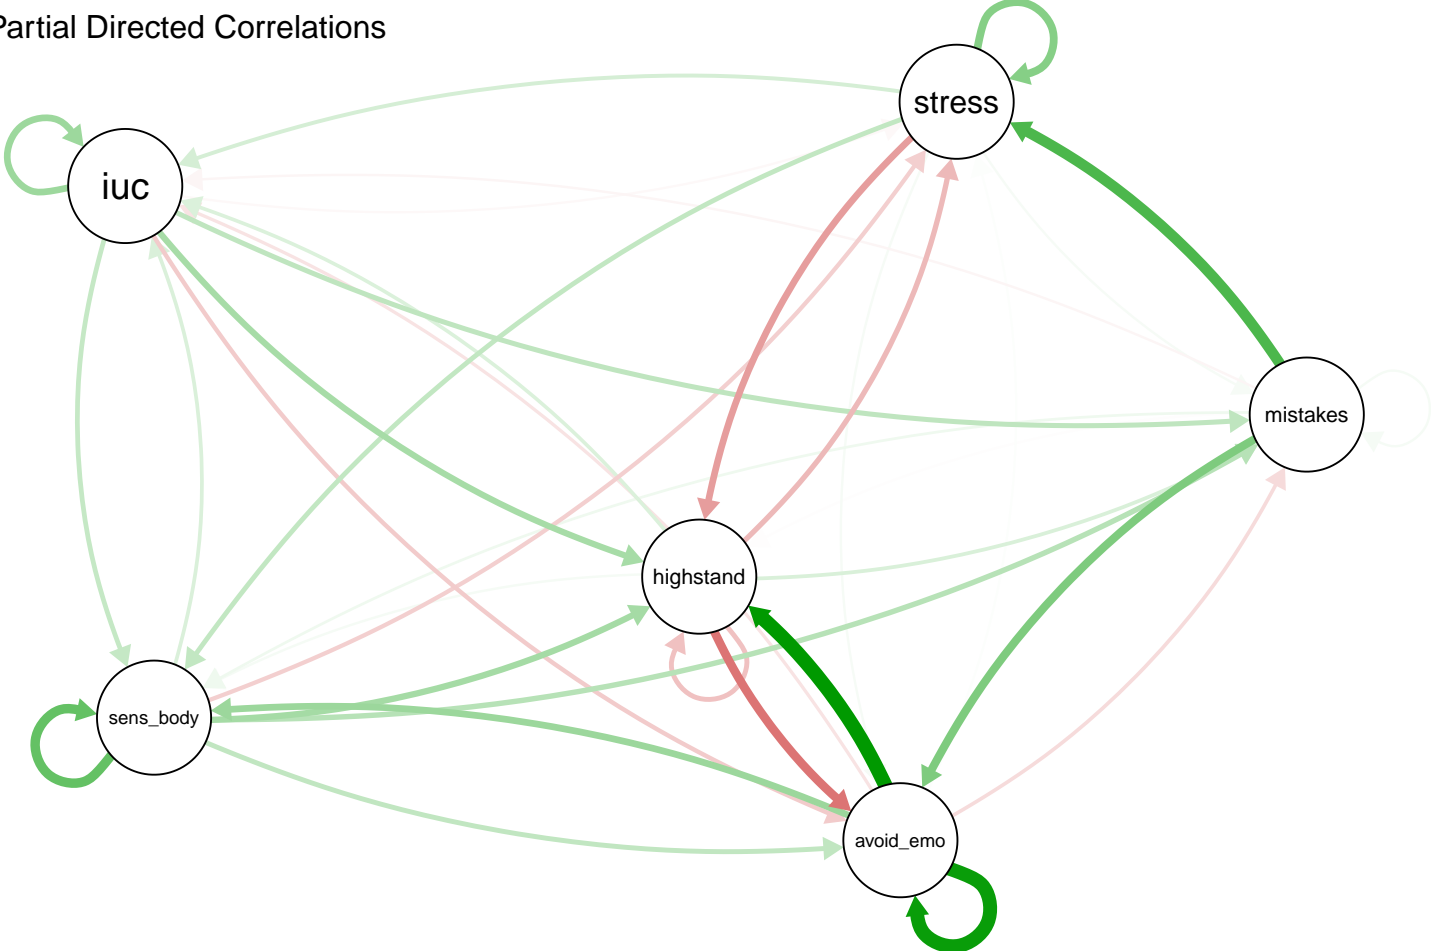 Partial Directed Correlations
stress
iuc
mistakes
highstand
sens_body
avoid_emo